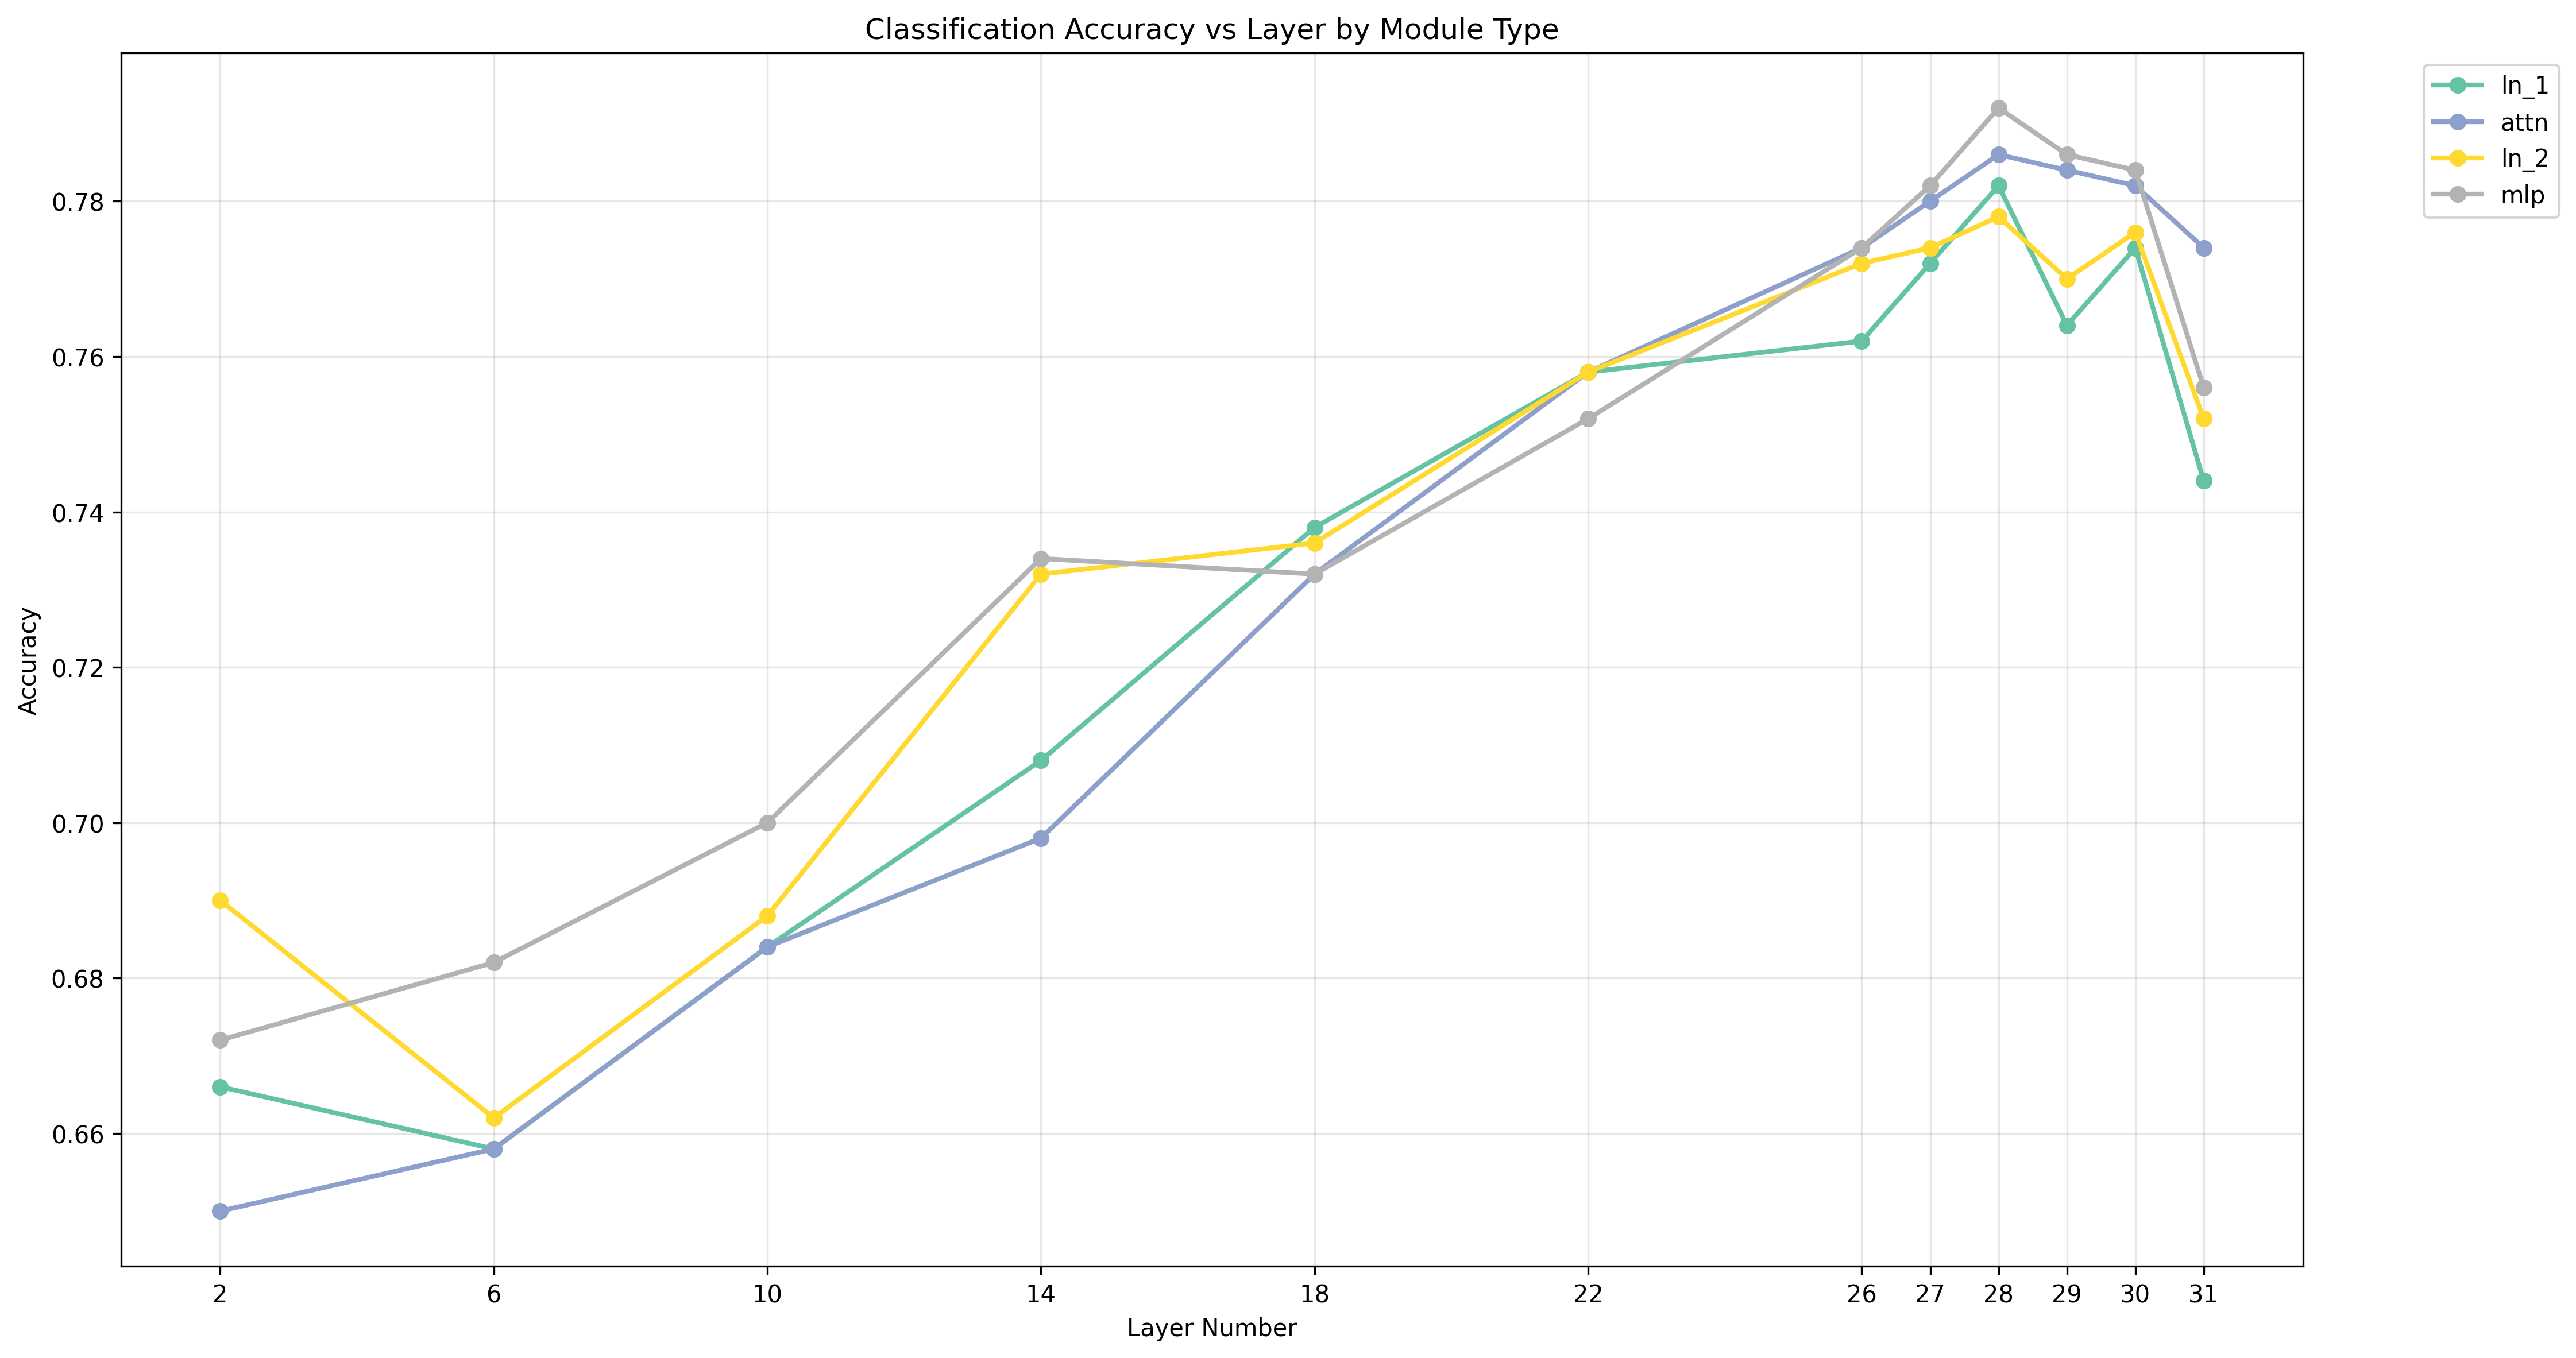 Classification Accuracy vs Layer by Module Type
ln_1
attn
ln_2
mlp
Accuracy
0.78
0.76
0.74
0.72
0.70
0.68
0.66
2 6 10 14 18 22 26 27 28 29 30 31
Layer Number